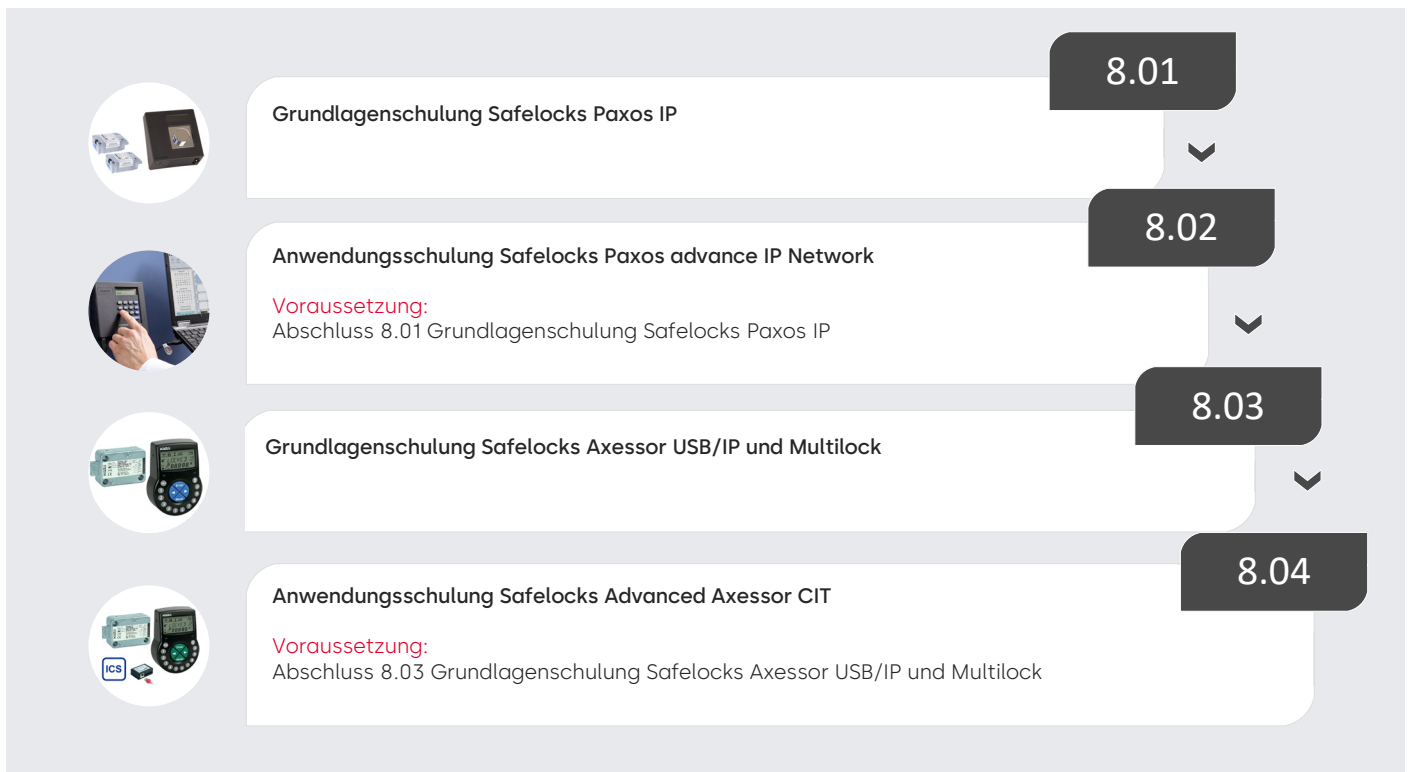 8.01
Grundlagenschulung Safelocks Paxos IP
8.02
Anwendungsschulung Safelocks Paxos advance IP Network
Voraussetzung:
Abschluss 8.01 Grundlagenschulung Safelocks Paxos IP
8.03
Grundlagenschulung Safelocks Axessor USB/IP und Multilock
8.04
Anwendungsschulung Safelocks Advanced Axessor CIT
Voraussetzung:
Abschluss 8.03 Grundlagenschulung Safelocks Axessor USB/IP und Multilock
ICS